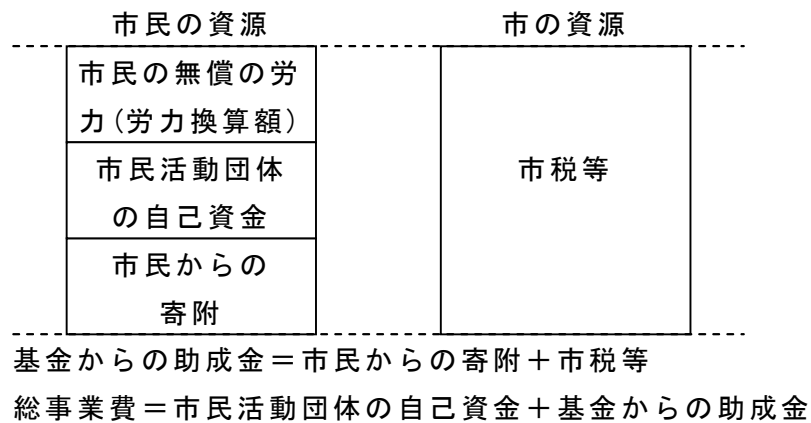 市民の資源
市の資源
市民の無償の労
力(労力換算額)
市民活動団体
の自己資金
市民からの
寄附
市税等
基金からの助成金＝市民からの寄附＋市税等
総事業費＝市民活動団体の自己資金＋基金からの助成金